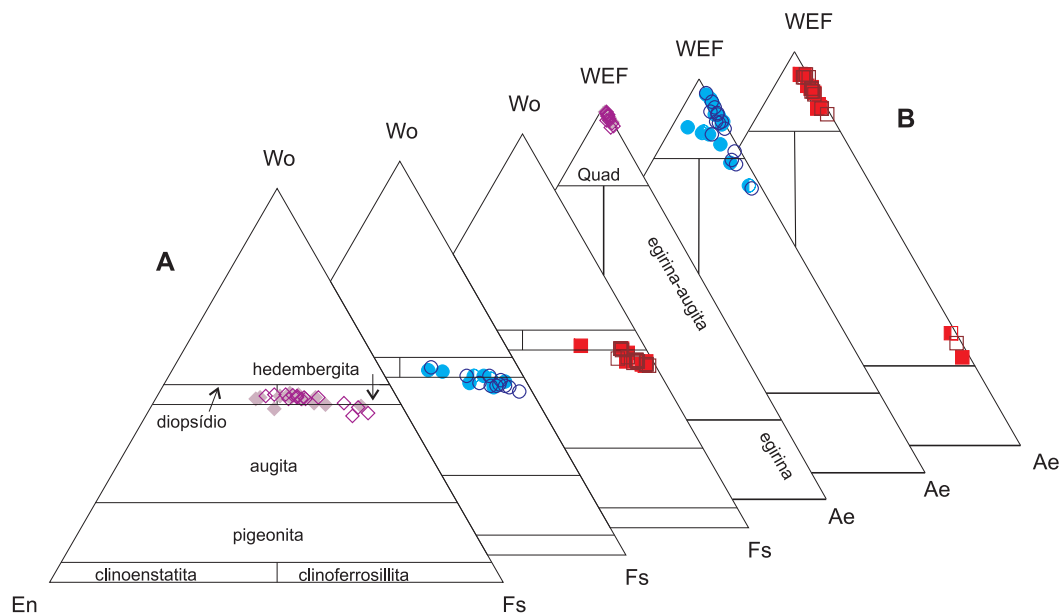 WEF
WEF
WEF
Wo
Wo
Wo
A
B
Quad
egirina-augita
egirina
hedembergita
diopsídio
augita
pigeonita
clinoenstatita
clinoferrosillita
En
Fs
Fs
Fs
Ae
Ae
Ae